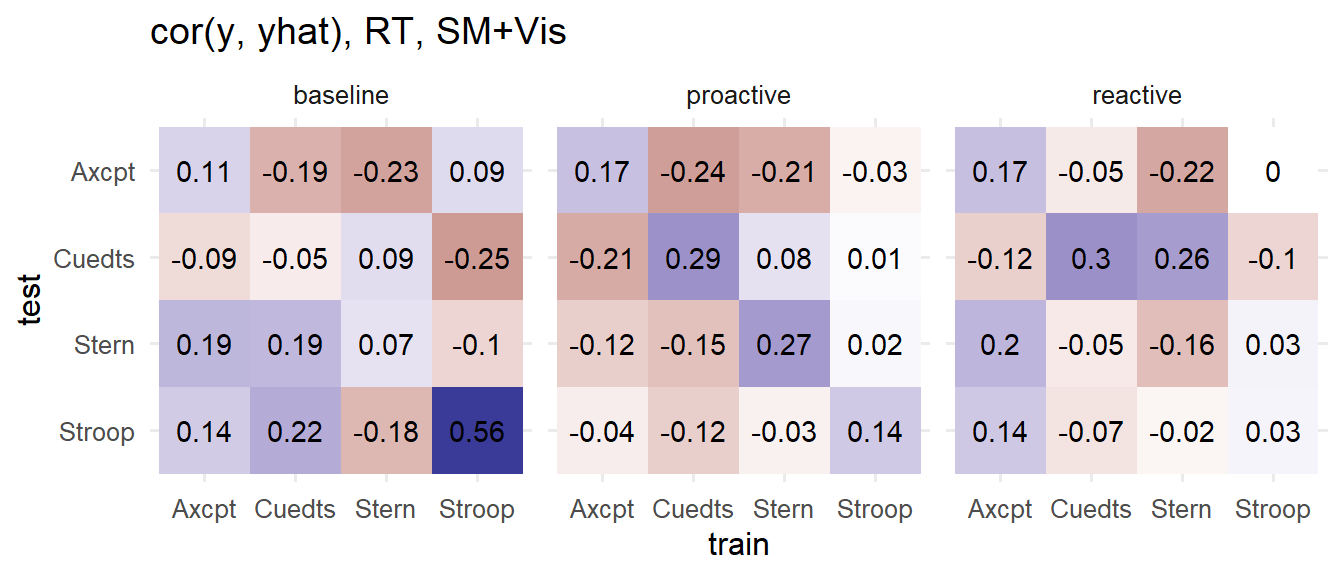 cor(y, yhat), RT, SM+Vis
baseline proactive reactive
Axcpt 0.11 -0.19 -0.23 0.09 0.17 -0.24 -0.21 -0.03 0.17 -0.05 -0.22 0
Cuedts -0.09 -0.05 0.09 -0.25 -0.21 0.29 0.08 0.01 -0.12 0.3 0.26 -0.1
Stern 0.19 0.19 0.07 -0.1 -0.12 -0.15 0.27 0.02 0.2 -0.05 -0.16 0.03
Stroop 0.14 0.22 -0.18 0.56 -0.04 -0.12 -0.03 0.14 0.14 -0.07 -0.02 0.03
test
Axcpt Cuedts Stern Stroop Axcpt Cuedts Stern Stroop Axcpt Cuedts Stern Stroop
train